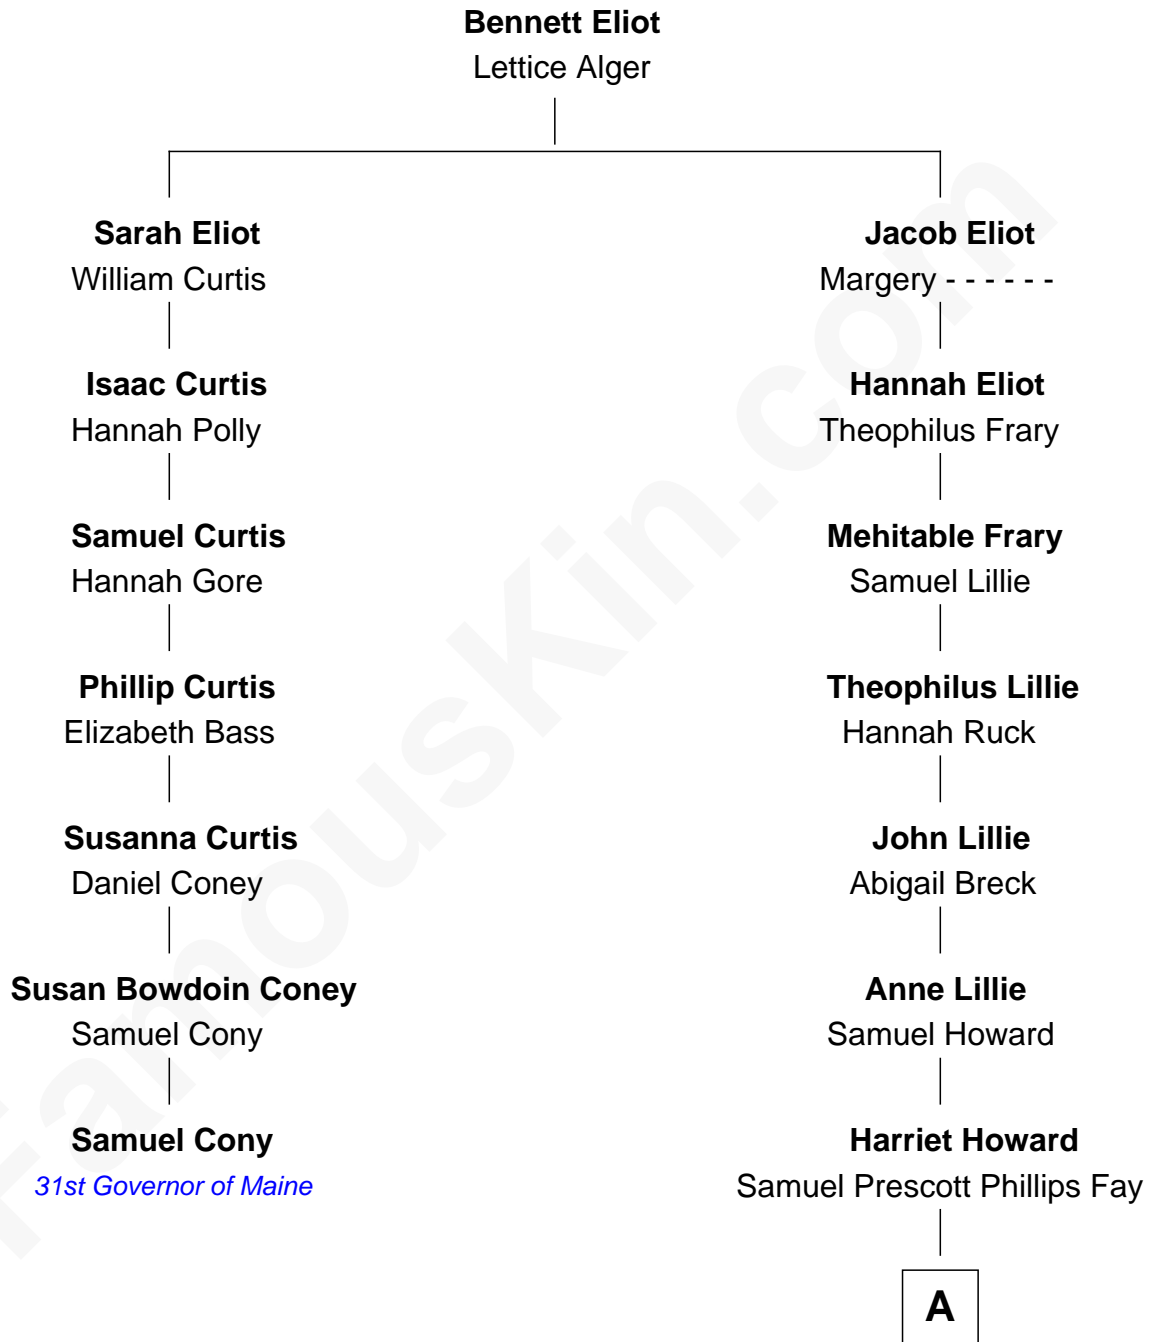 Bennett Eliot
Lettice Alger
Sarah Eliot
William Curtis
Jacob Eliot
Margery - - - - - -
Isaac Curtis
Hannah Polly
Hannah Eliot
Theophilus Frary
Samuel Curtis
Hannah Gore
Mehitable Frary
Samuel Lillie
Phillip Curtis
Elizabeth Bass
Theophilus Lillie
Hannah Ruck
Susanna Curtis
Daniel Coney
John Lillie
Abigail Breck
Susan Bowdoin Coney
Samuel Cony
Anne Lillie
Samuel Howard
Samuel Cony
31st Governor of Maine
Harriet Howard
Samuel Prescott Phillips Fay
A
FamousKin.com